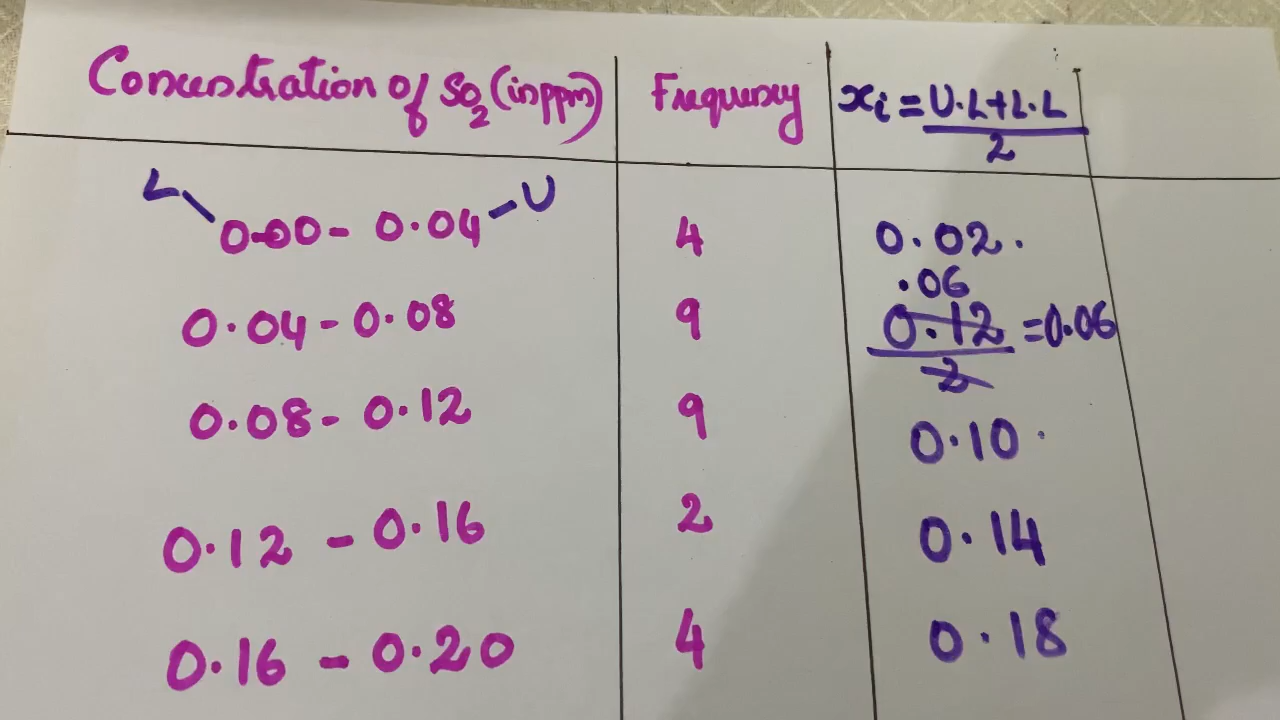 Concentration of SO2 (in ppm) Frequency xi = U.L+L.L / 2
L U
0.00 - 0.04 4 0.02.
.06
0.04 - 0.08 9 0.12 / 2 = 0.06
0.08 - 0.12 9 0.10
0.12 - 0.16 2 0.14
0.16 - 0.20 4 0.18